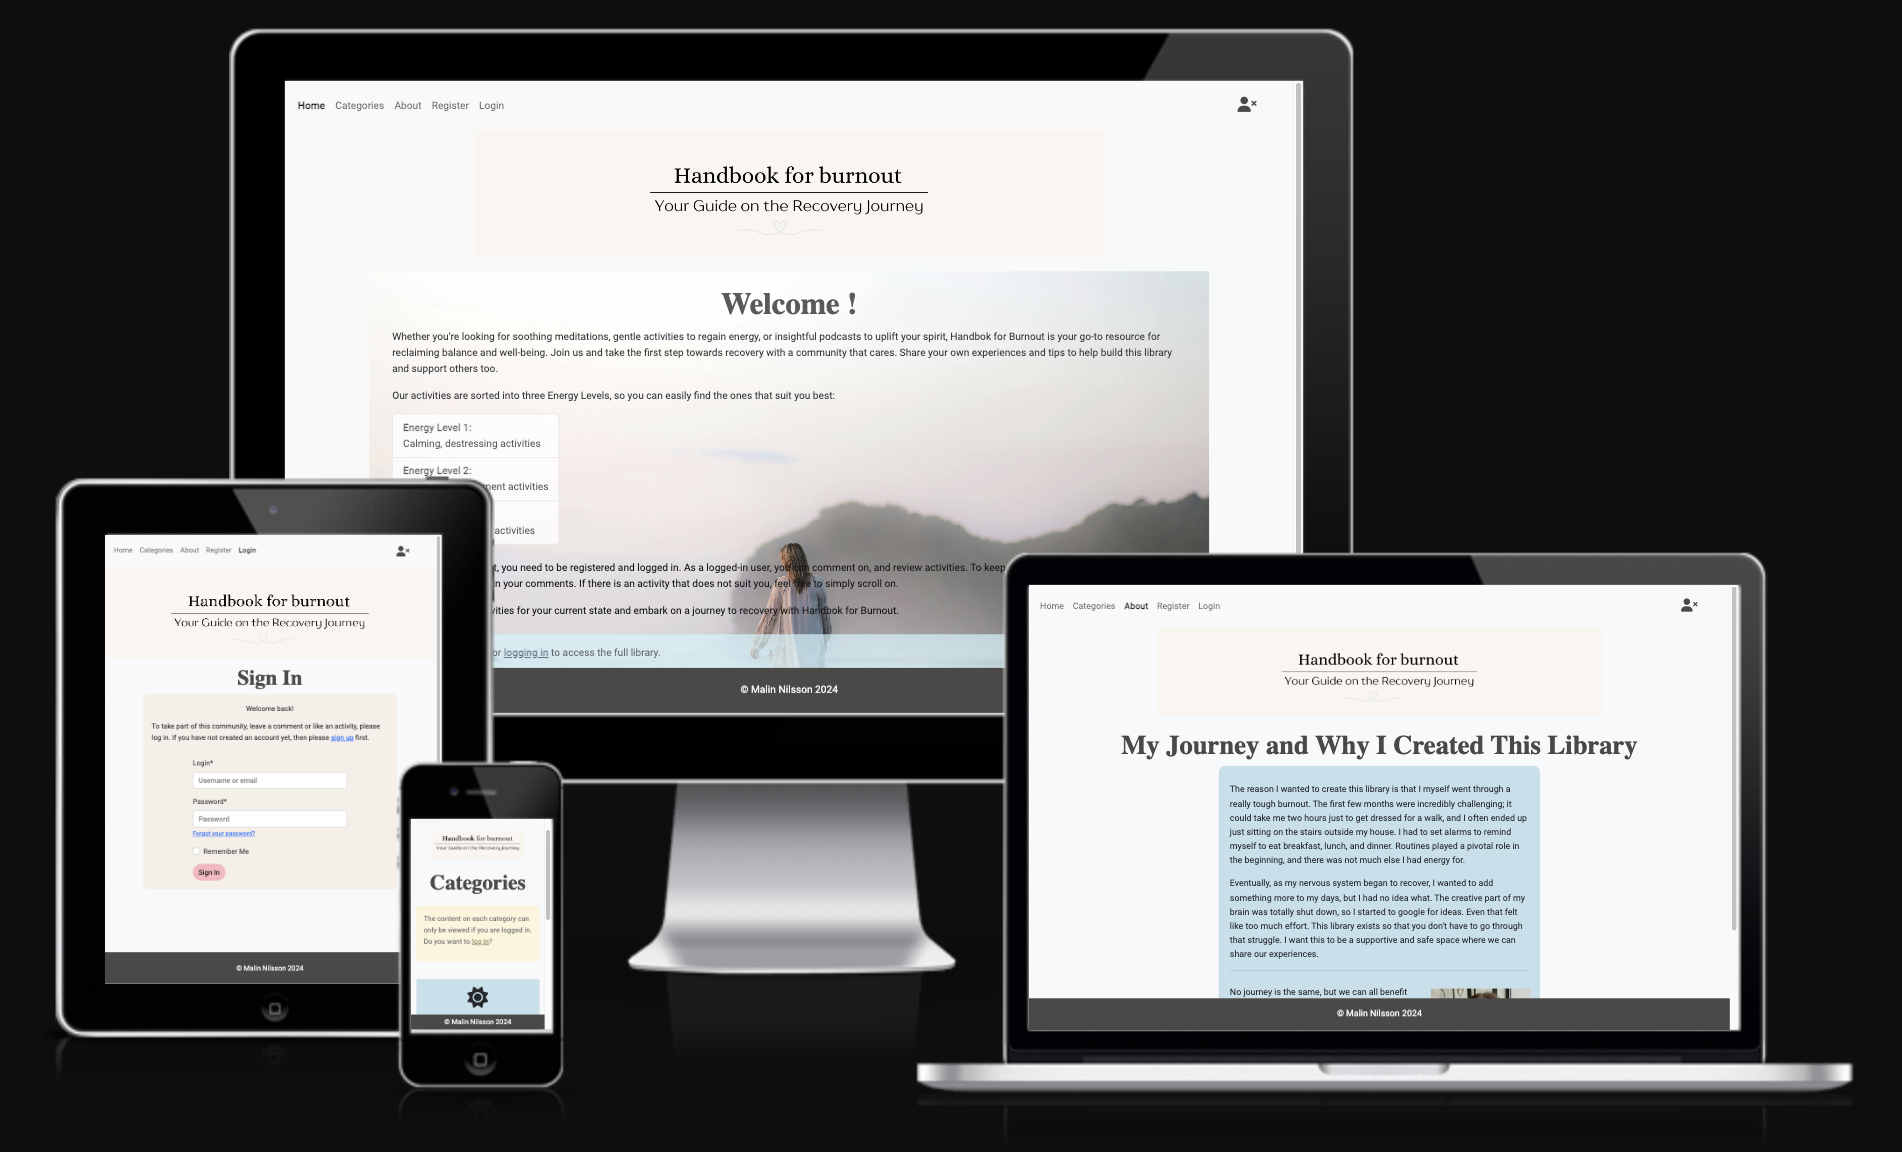 Home Categories About Register Login
Handbook for burnout
Your Guide on the Recovery Journey
Welcome !
Whether you're looking for soothing meditations, gentle activities to regain energy, or insightful podcasts to uplift your spirit, Handbok for Burnout is your go-to resource for
reclaiming balance and well-being. Join us and take the first step towards recovery with a community that cares. Share your own experiences and tips to help build this library
and support others too.
Our activities are sorted into three Energy Levels, so you can easily find the ones that suit you best:
Energy Level 1:
Calming, destressing activities
Energy Level 2:
activities
activities
you need to be registered and logged in. As a logged-in user, you can comment on, and review activities. To keep
in your comments. If there is an activity that does not suit you, feel free to simply scroll on.
for your current state and embark on a journey to recovery with Handbok for Burnout.
or logging in to access the full library.
© Malin Nilsson 2024
Home Categories About Register Login
Handbook for burnout
Your Guide on the Recovery Journey
Sign In
Welcome back!
To take part of this community, leave a comment or like an activity, please
log in. If you have not created an account yet, then please sign up first.
Login*
Username or email
Password*
Password
Forgot your password?
Remember Me
Sign In
© Malin Nilsson 2024
Handbook for burnout
Your Guide on the Recovery Journey
Categories
The content on each category can
only be viewed if you are logged in.
Do you want to log in?
© Malin Nilsson 2024
Home Categories About Register Login
Handbook for burnout
Your Guide on the Recovery Journey
My Journey and Why I Created This Library
The reason I wanted to create this library is that I myself went through a
really tough burnout. The first few months were incredibly challenging; it
could take me two hours just to get dressed for a walk, and I often ended up
just sitting on the stairs outside my house. I had to set alarms to remind
myself to eat breakfast, lunch, and dinner. Routines played a pivotal role in
the beginning, and there was not much else I had energy for.
Eventually, as my nervous system began to recover, I wanted to add
something more to my days, but I had no idea what. The creative part of my
brain was totally shut down, so I started to google for ideas. Even that felt
like too much effort. This library exists so that you don't have to go through
that struggle. I want this to be a supportive and safe space where we can
share our experiences.
No journey is the same, but we can all benefit
© Malin Nilsson 2024